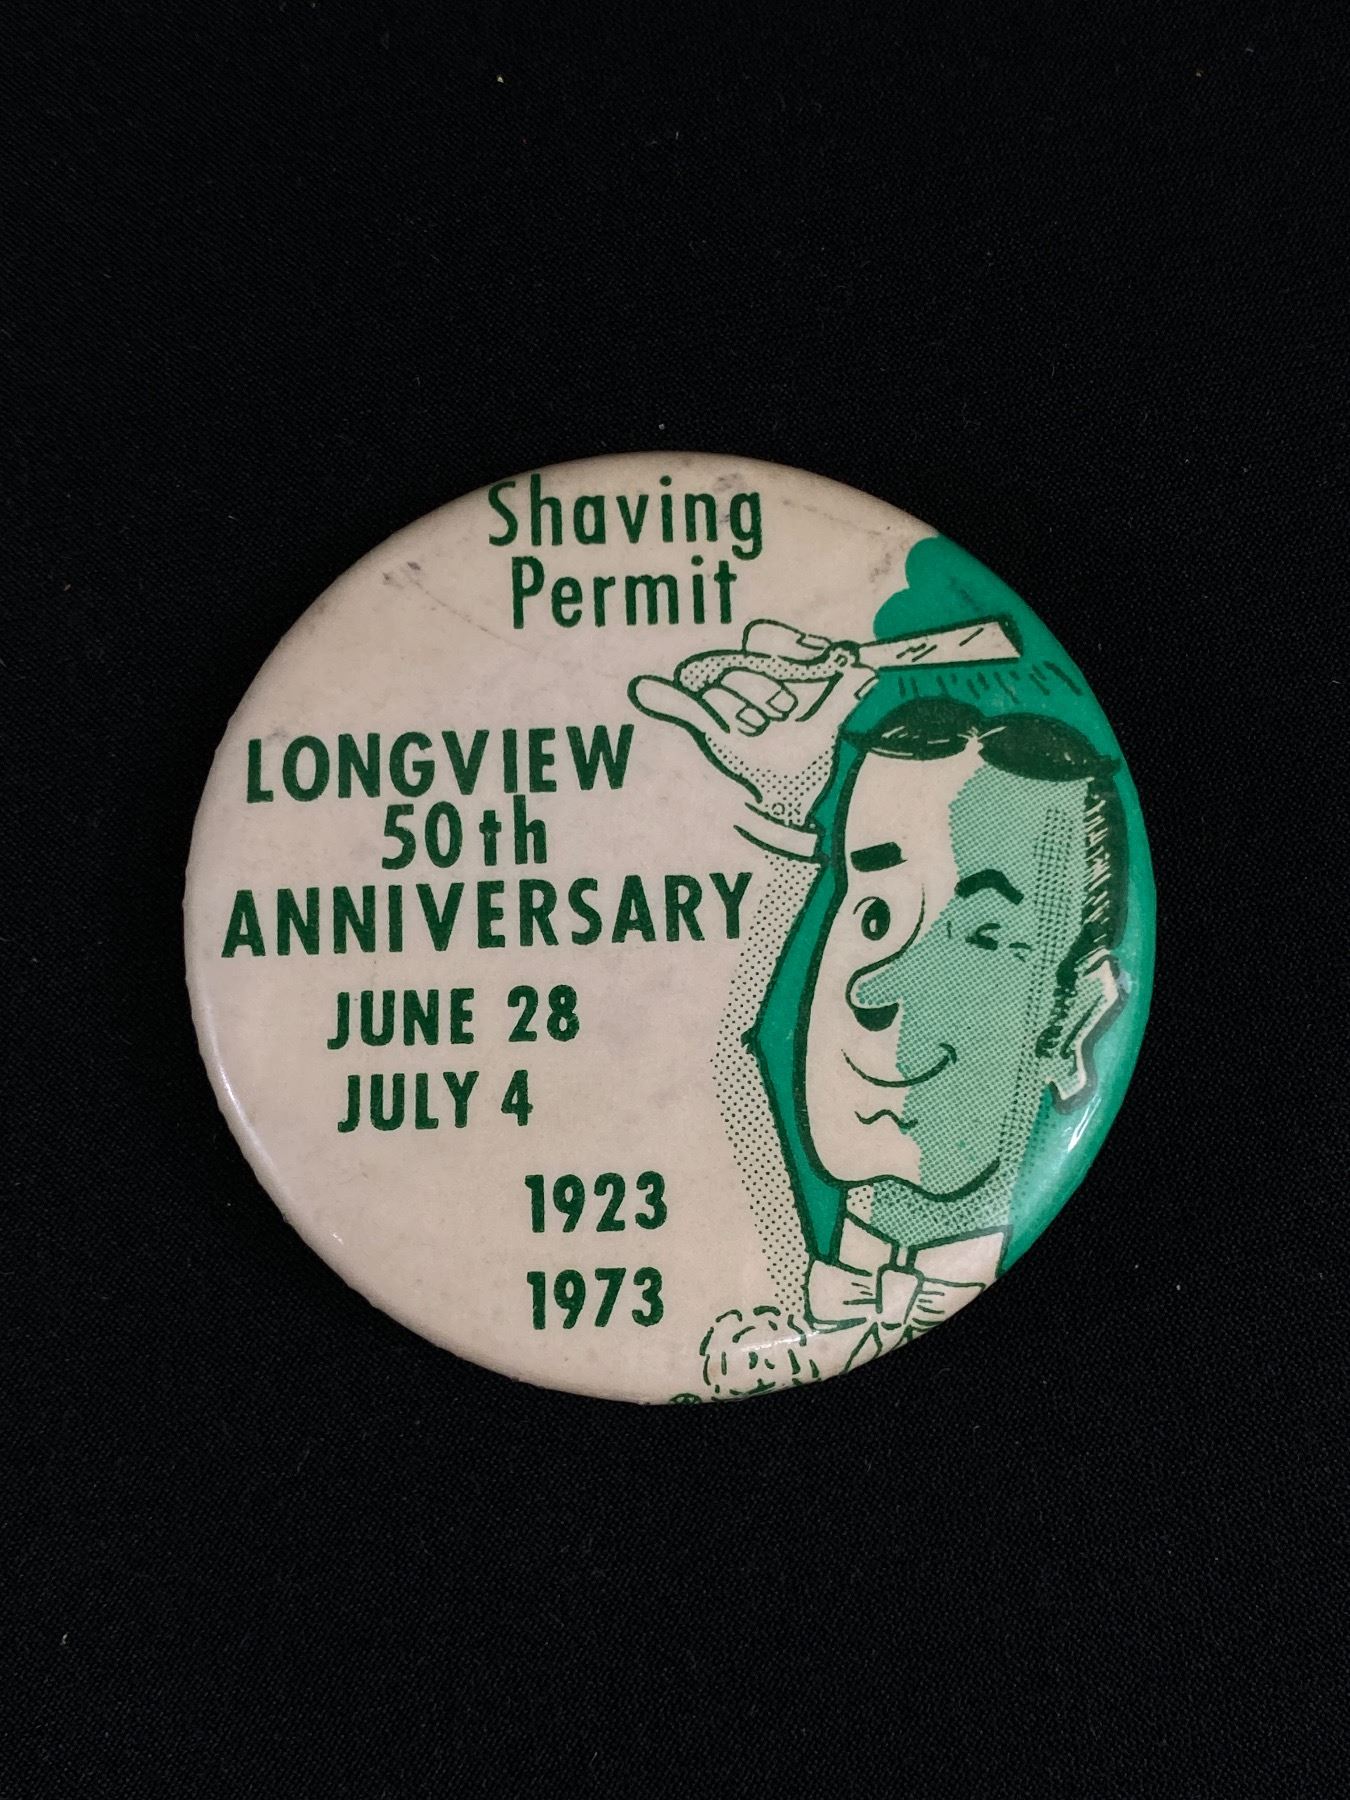 Shaving
Permit
LONGVIEW
50th
ANNIVERSARY
JUNE 28
JULY 4
1923
1973